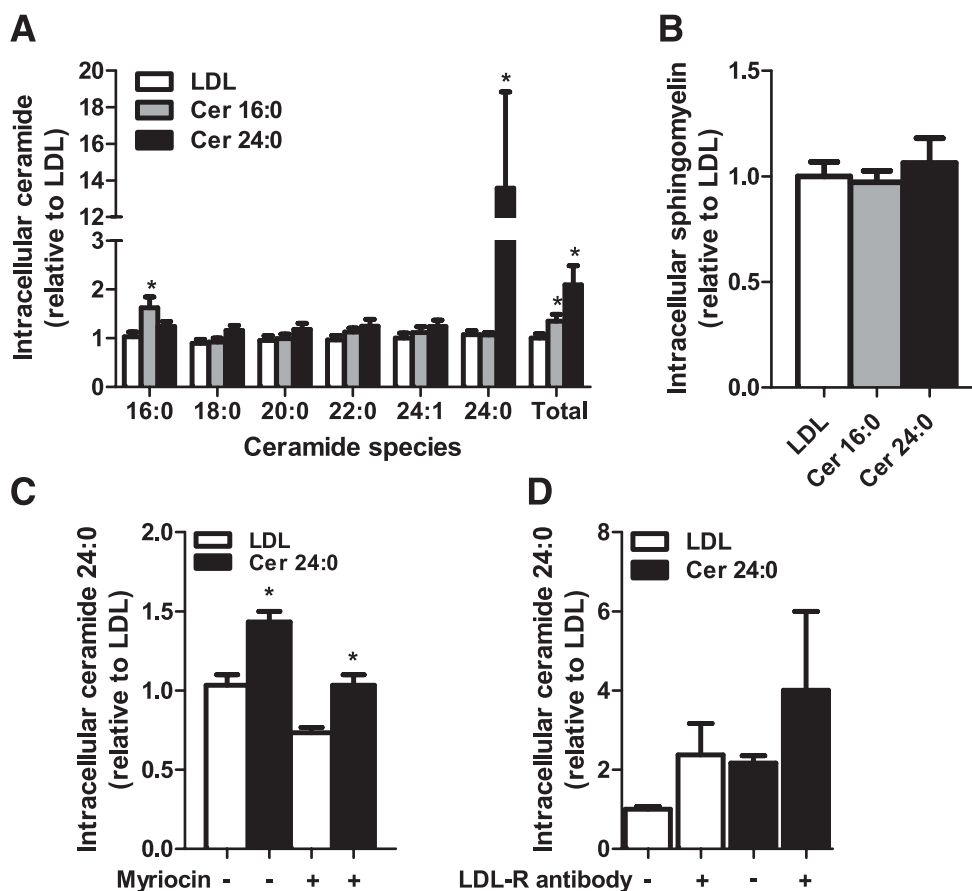 A
Intracellular ceramide
(relative to LDL)
20
18
16
14
12
3
2
1
0
LDL
Cer 16:0
Cer 24:0
*
*
*
*
16:0 18:0 20:0 22:0 24:1 24:0 Total
Ceramide species
B
Intracellular sphingomyelin
(relative to LDL)
1.5
1.0
0.5
0.0
LDL
Cer 16:0
Cer 24:0
C
Intracellular ceramide 24:0
(relative to LDL)
2.0
1.5
1.0
0.5
0.0
LDL
Cer 24:0
*
*
Myriocin - - + +
D
Intracellular ceramide 24:0
(relative to LDL)
8
6
4
2
0
LDL
Cer 24:0
LDL-R antibody - + - +